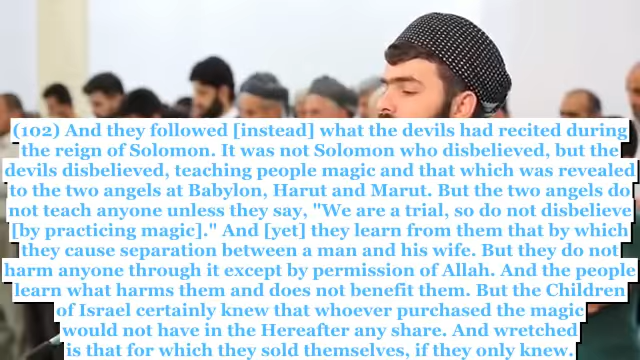 (102) And they followed [instead] what the devils had recited during
the reign of Solomon. It was not Solomon who disbelieved, but the
devils disbelieved, teaching people magic and that which was revealed
to the two angels at Babylon, Harut and Marut. But the two angels do
not teach anyone unless they say, "We are a trial, so do not disbelieve
[by practicing magic]." And [yet] they learn from them that by which
they cause separation between a man and his wife. But they do not
harm anyone through it except by permission of Allah. And the people
learn what harms them and does not benefit them. But the Children
of Israel certainly knew that whoever purchased the magic
would not have in the Hereafter any share. And wretched
is that for which they sold themselves, if they only knew.